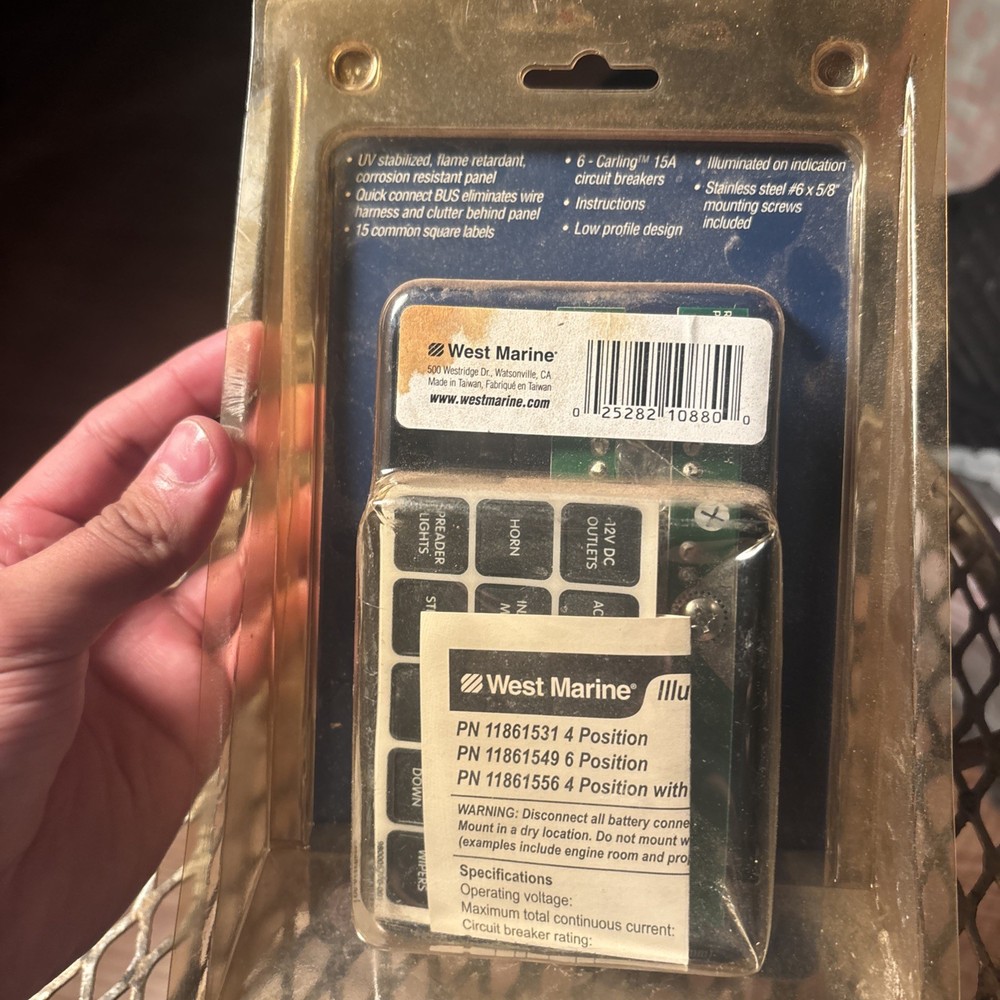 • UV stabilized, flame retardant,
corrosion resistant panel
• Quick connect BUS eliminates wire
harness and clutter behind panel
• 15 common square labels
• 6 - Carling™ 15A
circuit breakers
• Instructions
• Low profile design
• Illuminated on indication
• Stainless steel #6 x 5/8"
mounting screws
included
West Marine®
500 Westridge Dr., Watsonville, CA
Made in Taiwan, Fabriqué en Taiwan
www.westmarine.com
0 25282 10880 0
PREADER
LIGHTS
HORN
12V DC
OUTLETS
ST
IN
M
AC
DOWN
WIPERS
West Marine®
Illu
PN 11861531 4 Position
PN 11861549 6 Position
PN 11861556 4 Position with
WARNING: Disconnect all battery conne
Mount in a dry location. Do not mount w
(examples include engine room and pro
Specifications
Operating voltage:
Maximum total continuous current:
Circuit breaker rating: